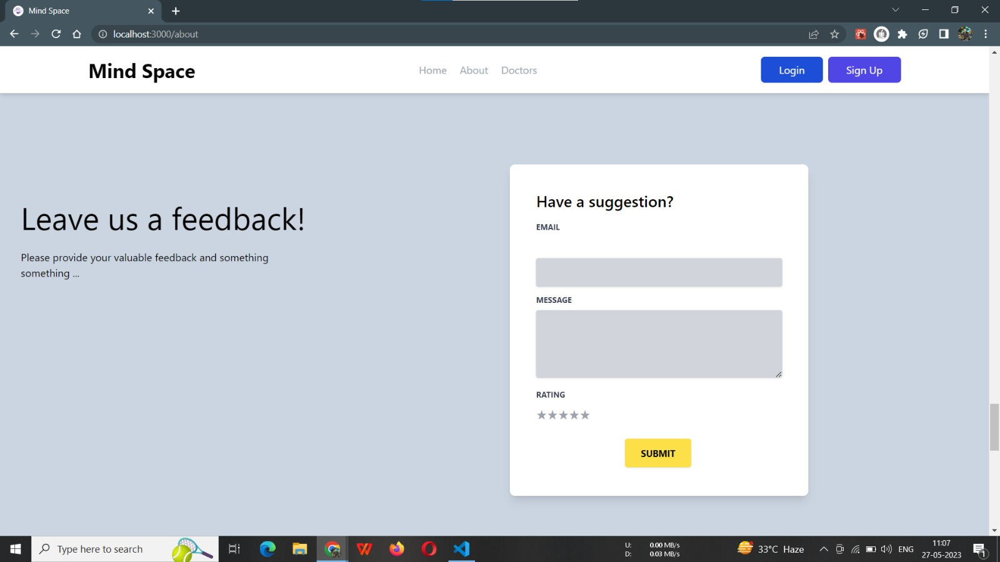 Mind Space
localhost:3000/about
Mind Space
Home About Doctors
Login Sign Up
Leave us a feedback!
Please provide your valuable feedback and something
something ...
Have a suggestion?
EMAIL
MESSAGE
RATING
SUBMIT
Type here to search
U: 0.00 MB/s
D: 0.03 MB/s
33°C Haze
ENG
11:07
27-05-2023
1